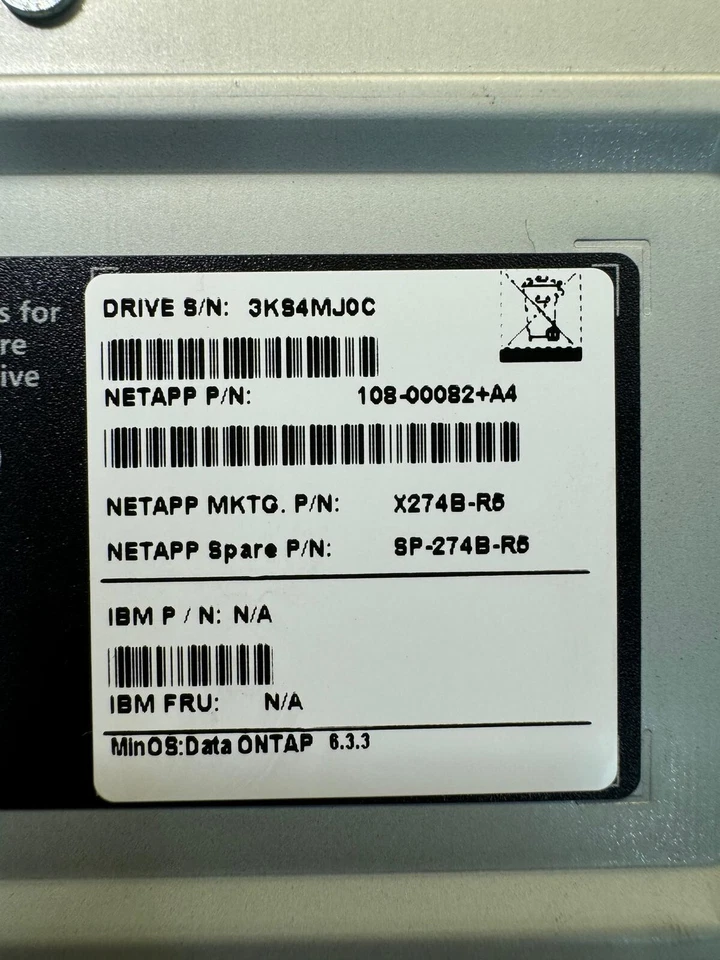 s for
re
ive
DRIVE S/N: 3KS4MJ0C
NETAPP P/N: 108-00082+A4
NETAPP MKTG. P/N: X274B-R5
NETAPP Spare P/N: SP-274B-R5
IBM P / N: N/A
IBM FRU: N/A
MinOS:Data ONTAP 6.3.3